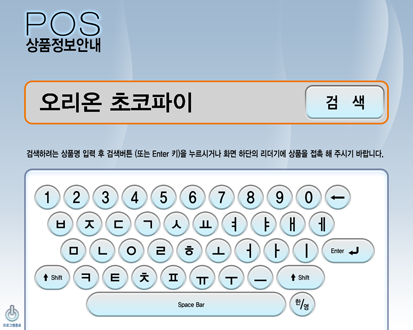 POS
상품정보안내
오리온 초코파이
검 색
검색하려는 상품명 입력 후 검색버튼 (또는 Enter 키)을 누르시거나 화면 하단의 리더기에 상품을 접촉 해 주시기 바랍니다.
1 2 3 4 5 6 7 8 9 0 ←
ㅂ ㅈ ㄷ ㄱ ㅅ ㅛ ㅕ ㅑ ㅐ ㅔ
ㅁ ㄴ ㅇ ㄹ ㅎ ㅗ ㅓ ㅏ ㅣ Enter
Shift ㅋ ㅌ ㅊ ㅍ ㅠ ㅜ ㅡ Shift
Space Bar 한/영
프로그램종료